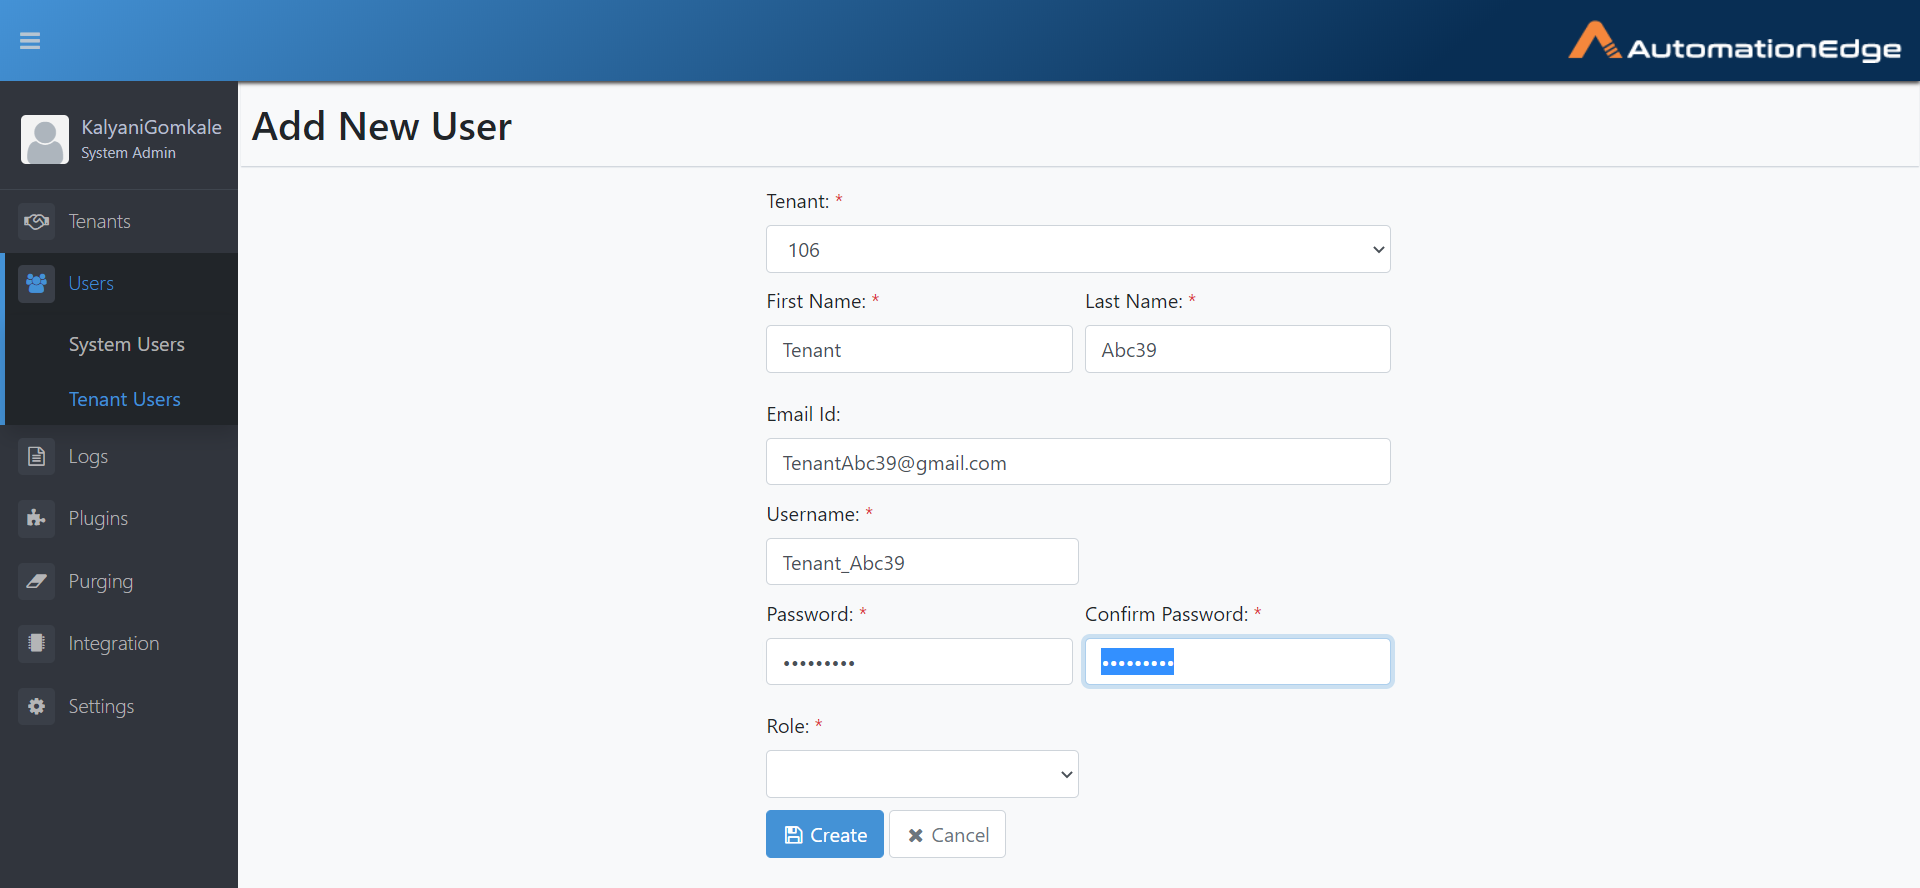 AutomationEdge
KalyaniGomkale
System Admin
Add New User
Tenants
Users
System Users
Tenant Users
Logs
Plugins
Purging
Integration
Settings
Tenant: *
106
First Name: * Last Name: *
Tenant Abc39
Email Id:
TenantAbc39@gmail.com
Username: *
Tenant_Abc39
Password: * Confirm Password: *
••••••••• •••••••••
Role: *
Create Cancel